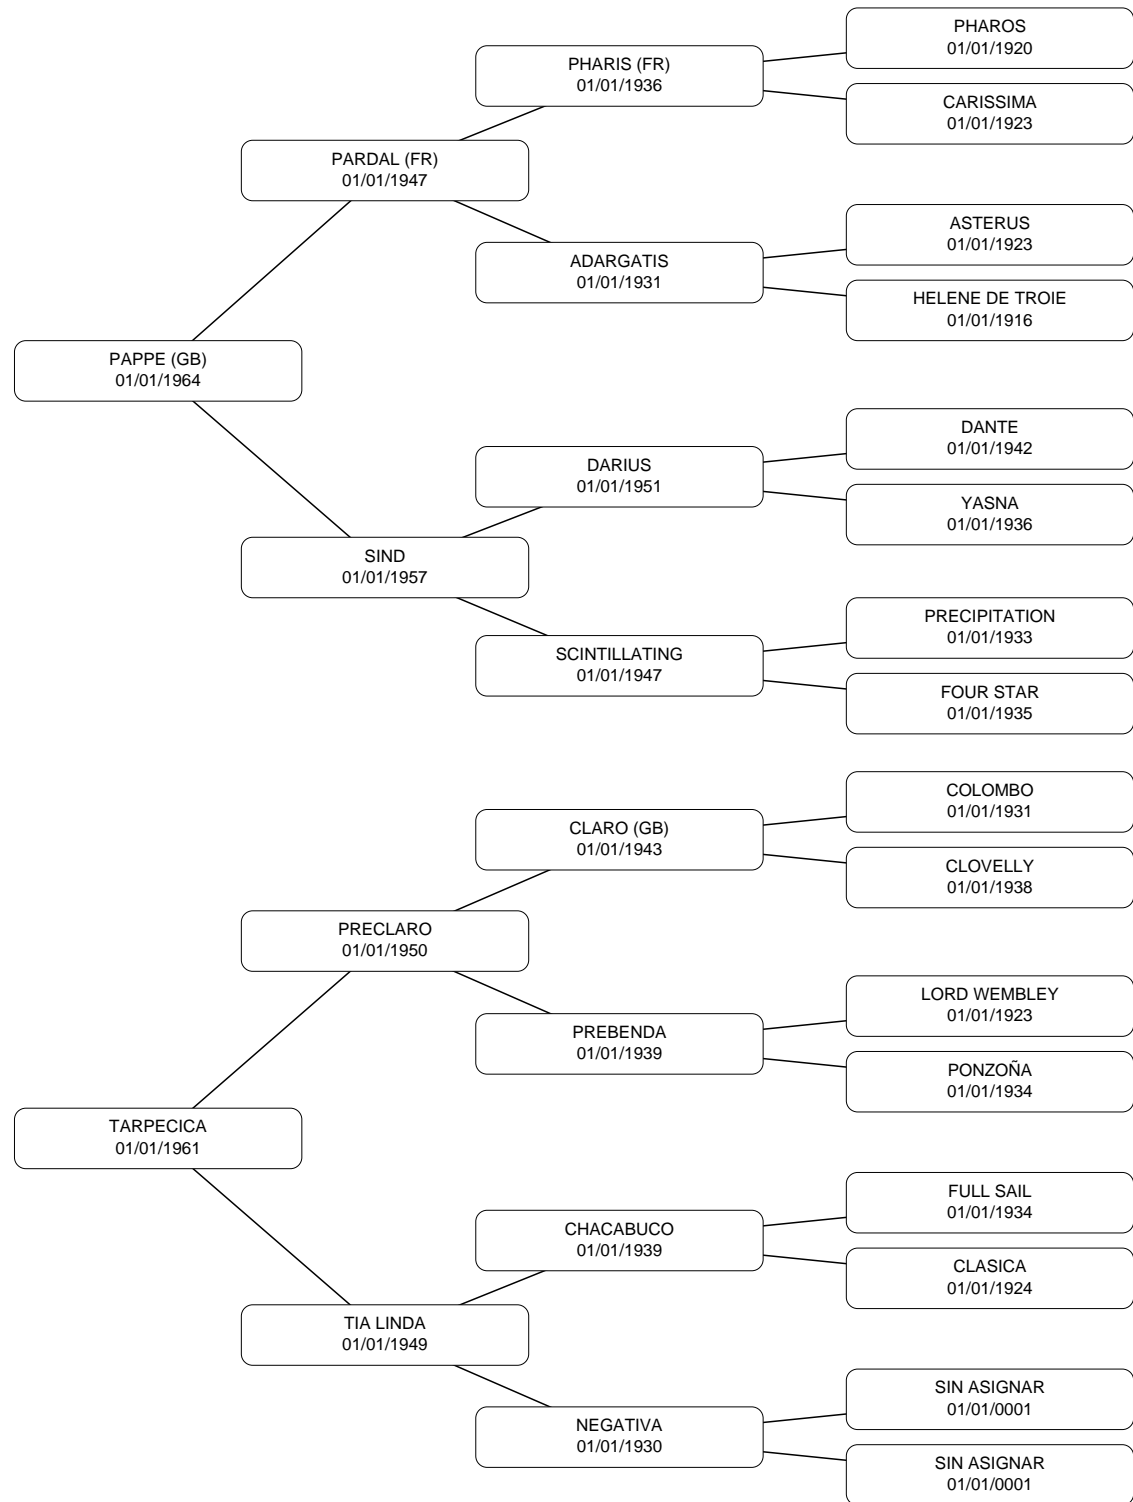 PHAROS
01/01/1920
PHARIS (FR)
01/01/1936
CARISSIMA
01/01/1923
PARDAL (FR)
01/01/1947
ASTERUS
01/01/1923
ADARGATIS
01/01/1931
HELENE DE TROIE
01/01/1916
PAPPE (GB)
01/01/1964
DANTE
01/01/1942
DARIUS
01/01/1951
YASNA
01/01/1936
SIND
01/01/1957
PRECIPITATION
01/01/1933
SCINTILLATING
01/01/1947
FOUR STAR
01/01/1935
COLOMBO
01/01/1931
CLARO (GB)
01/01/1943
CLOVELLY
01/01/1938
PRECLARO
01/01/1950
LORD WEMBLEY
01/01/1923
PREBENDA
01/01/1939
PONZOÑA
01/01/1934
TARPECICA
01/01/1961
FULL SAIL
01/01/1934
CHACABUCO
01/01/1939
CLASICA
01/01/1924
TIA LINDA
01/01/1949
SIN ASIGNAR
01/01/0001
NEGATIVA
01/01/1930
SIN ASIGNAR
01/01/0001